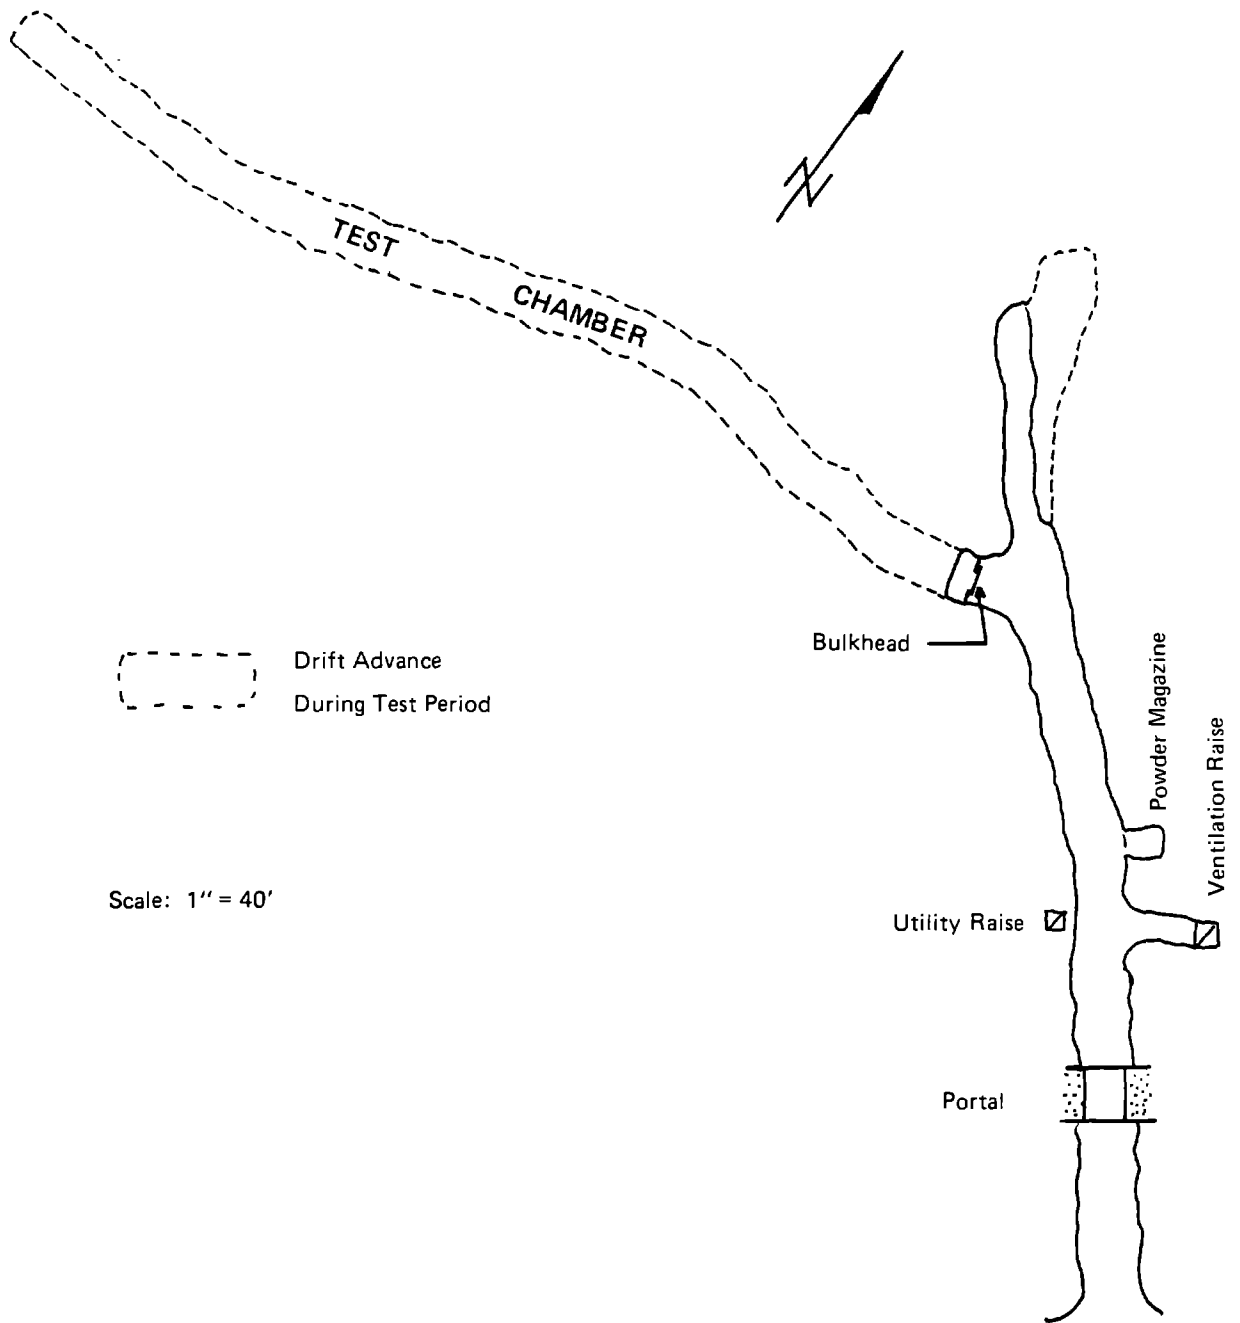 N
TEST
CHAMBER
Bulkhead
Drift Advance
During Test Period
Powder Magazine
Ventilation Raise
Scale: 1" = 40'
Utility Raise
Portal